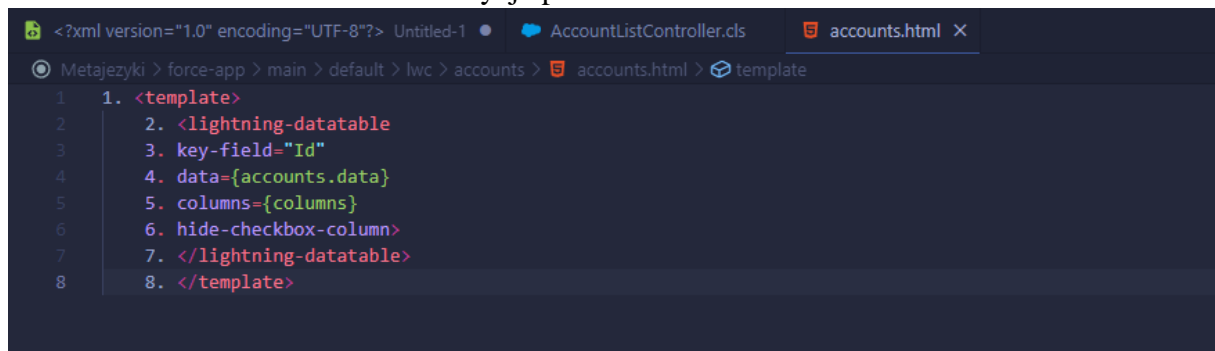 <?xml version="1.0" encoding="UTF-8"?> Untitled-1 ● AccountListController.cls accounts.html ×
Metajezyki > force-app > main > default > lwc > accounts > accounts.html > template
1 1. <template>
2 2. <lightning-datatable
3 3. key-field="Id"
4 4. data={accounts.data}
5 5. columns={columns}
6 6. hide-checkbox-column>
7 7. </lightning-datatable>
8 8. </template>